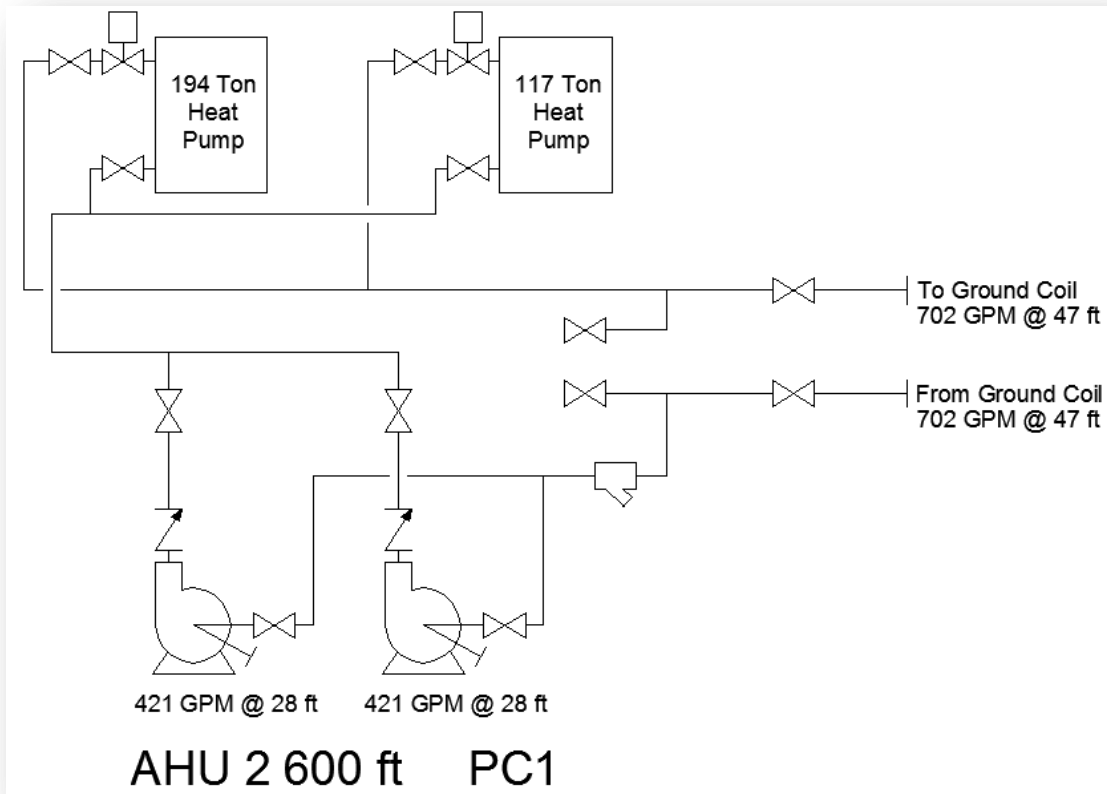 194 Ton
Heat
Pump
117 Ton
Heat
Pump
To Ground Coil
702 GPM @ 47 ft
From Ground Coil
702 GPM @ 47 ft
421 GPM @ 28 ft
421 GPM @ 28 ft
AHU 2 600 ft PC1